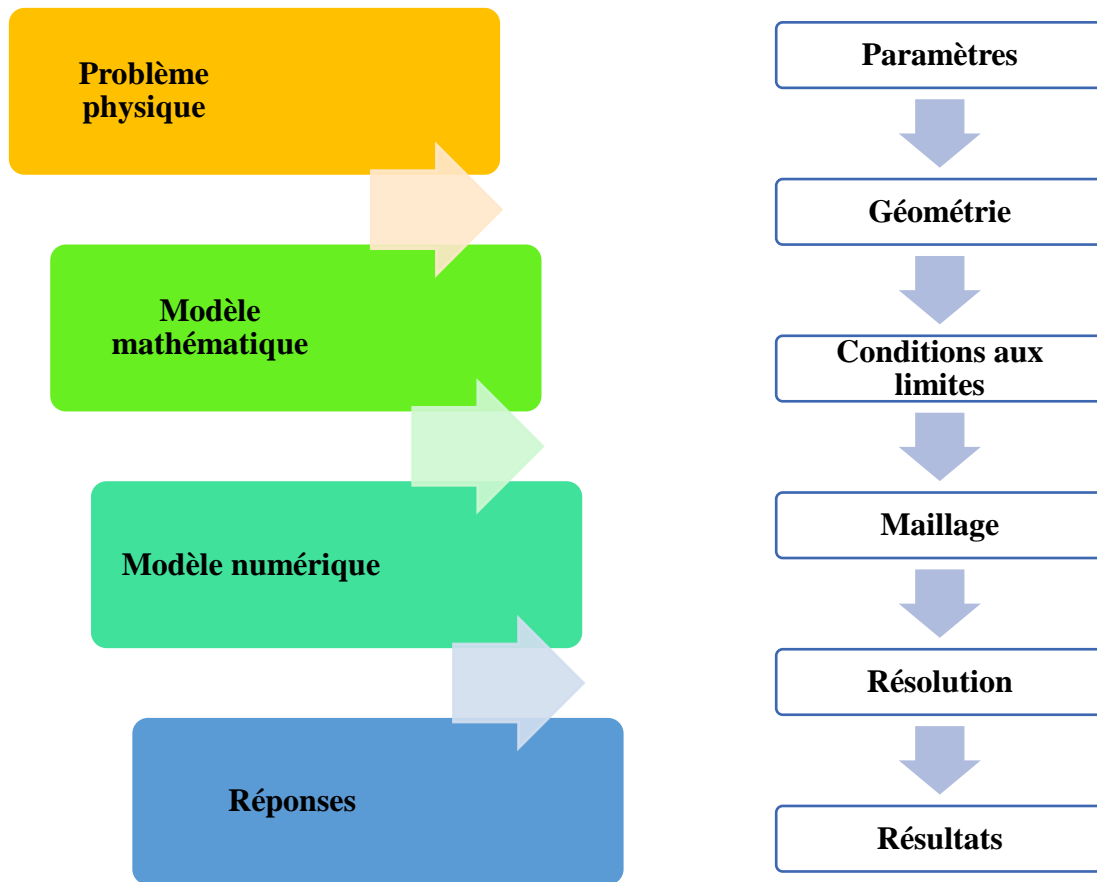 Problème
physique
Modèle
mathématique
Modèle numérique
Réponses
Paramètres
Géométrie
Conditions aux
limites
Maillage
Résolution
Résultats